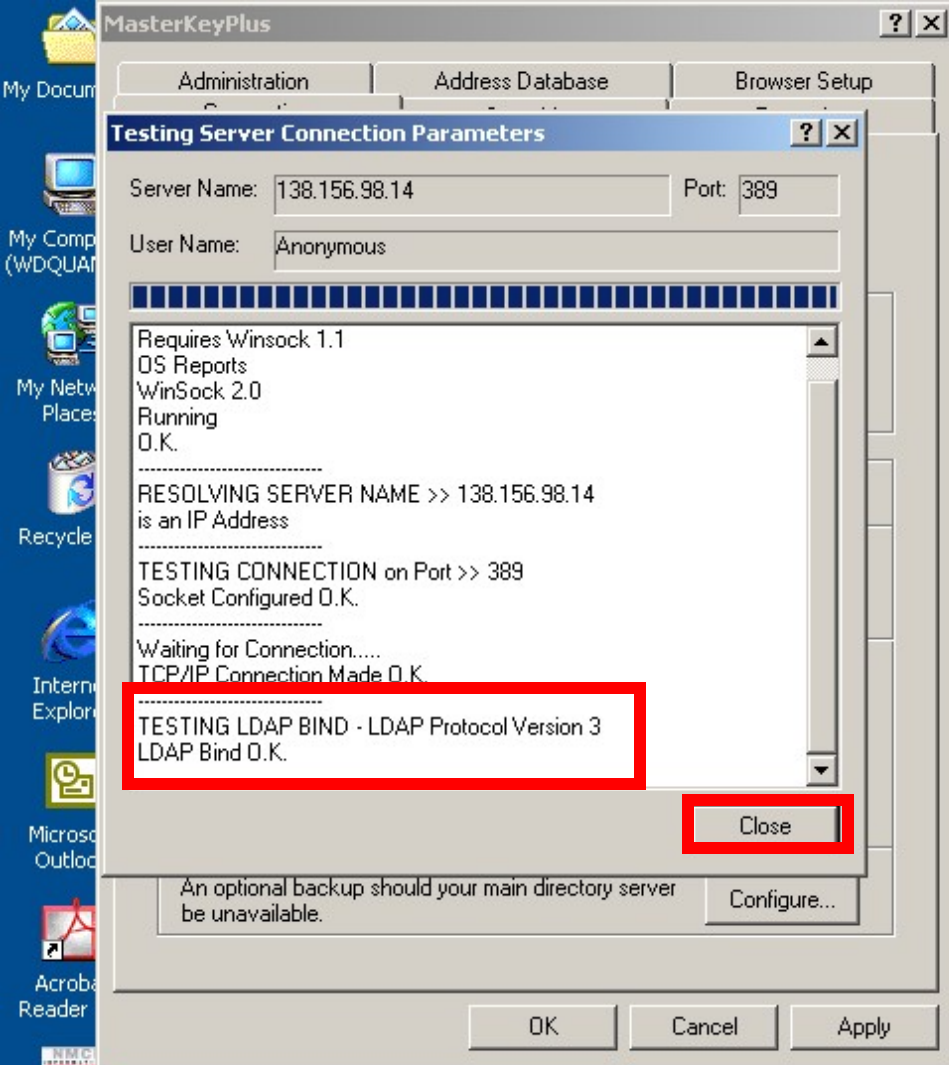 MasterKeyPlus
Administration
Address Database
Browser Setup
Testing Server Connection Parameters
Server Name: 138.156.98.14 Port: 389
User Name: Anonymous
Requires Winsock 1.1
OS Reports
WinSock 2.0
Running
O.K.
-------------------------------
RESOLVING SERVER NAME >> 138.156.98.14
is an IP Address
-------------------------------
TESTING CONNECTION on Port >> 389
Socket Configured O.K.
-------------------------------
Waiting for Connection.....
TCP/IP Connection Made O.K.
-------------------------------
TESTING LDAP BIND - LDAP Protocol Version 3
LDAP Bind O.K.
Close
An optional backup should your main directory server
be unavailable.
Configure...
OK
Cancel
Apply
My Docum
My Comp
(WDQUAN
My Netw
Places
Recycle
Interne
Explore
Microso
Outloo
Acroba
Reader
NMCI